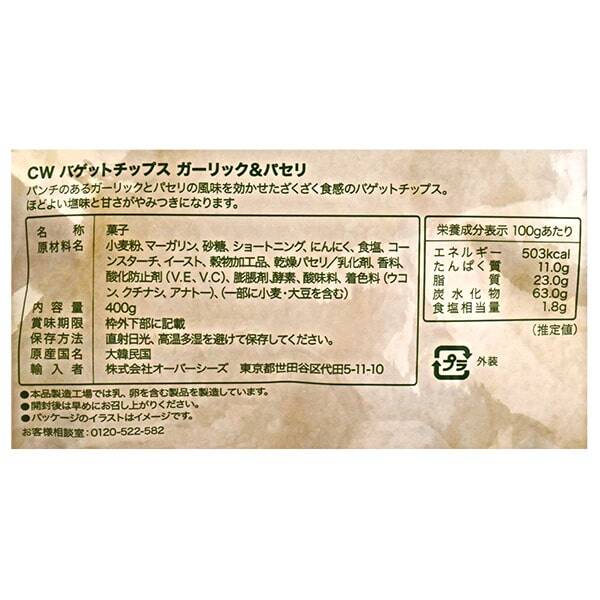 CW バゲットチップス ガーリック&パセリ
パンチのあるガーリックとパセリの風味を効かせたざくざく食感のバゲットチップス。
ほどよい塩味と甘さがやみつきになります。
名称 菓子
原材料名 小麦粉、マーガリン、砂糖、ショートニング、にんにく、食塩、コー
ンスターチ、イースト、穀物加工品、乾燥パセリ／乳化剤、香料、
酸化防止剤(V.E、V.C)、膨脹剤、酵素、酸味料、着色料(ウコ
ン、クチナシ、アナトー)、(一部に小麦・大豆を含む)
内容量 400g
賞味期限 枠外下部に記載
保存方法 直射日光、高温多湿を避けて保存してください。
原産国名 大韓民国
輸入者 株式会社オーバーシーズ 東京都世田谷区代田5-11-10
●本品製造工場では乳、卵を含む製品を製造しています。
●開封後は早めにお召し上がりください。
●パッケージのイラストはイメージです。
お客様相談室:0120-522-582
栄養成分表示 100gあたり
エネルギー 503kcal
たんぱく質 11.0g
脂質 23.0g
炭水化物 63.0g
食塩相当量 1.8g
(推定値)
プラ 外装